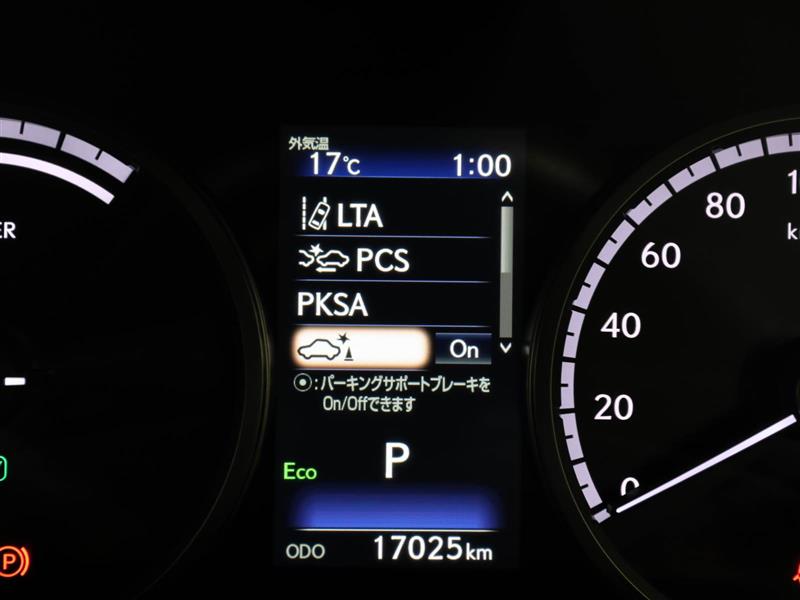 外気温
17℃ 1:00
LTA
PCS
PKSA
On
⦿:パーキングサポートブレーキを
On/Offできます
P
Eco
ODO 17025km
80
60
40
20
0
P